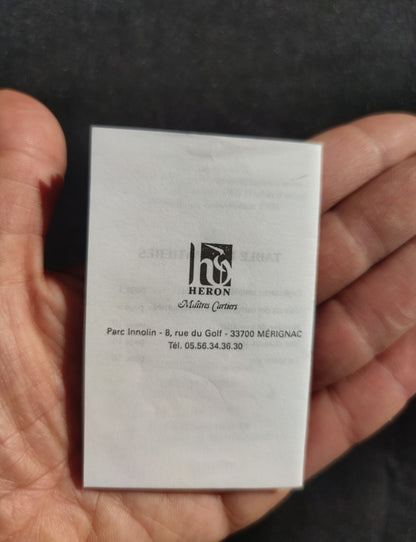 HERON
Maîtres Cartiers
Parc Innolin - 8, rue du Golf - 33700 MÉRIGNAC
Tél. 05.56.34.36.30